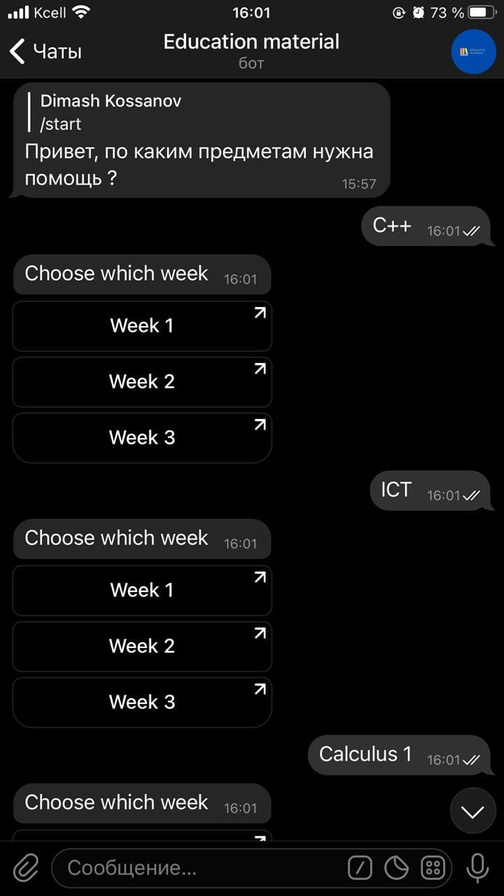 Kcell 16:01 73 %
Чаты Education material
бот
Dimash Kossanov
/start
Привет, по каким предметам нужна
помощь ?
15:57
C++ 16:01
Choose which week 16:01
Week 1
Week 2
Week 3
ICT 16:01
Choose which week 16:01
Week 1
Week 2
Week 3
Calculus 1 16:01
Choose which week 16:01
Сообщение...